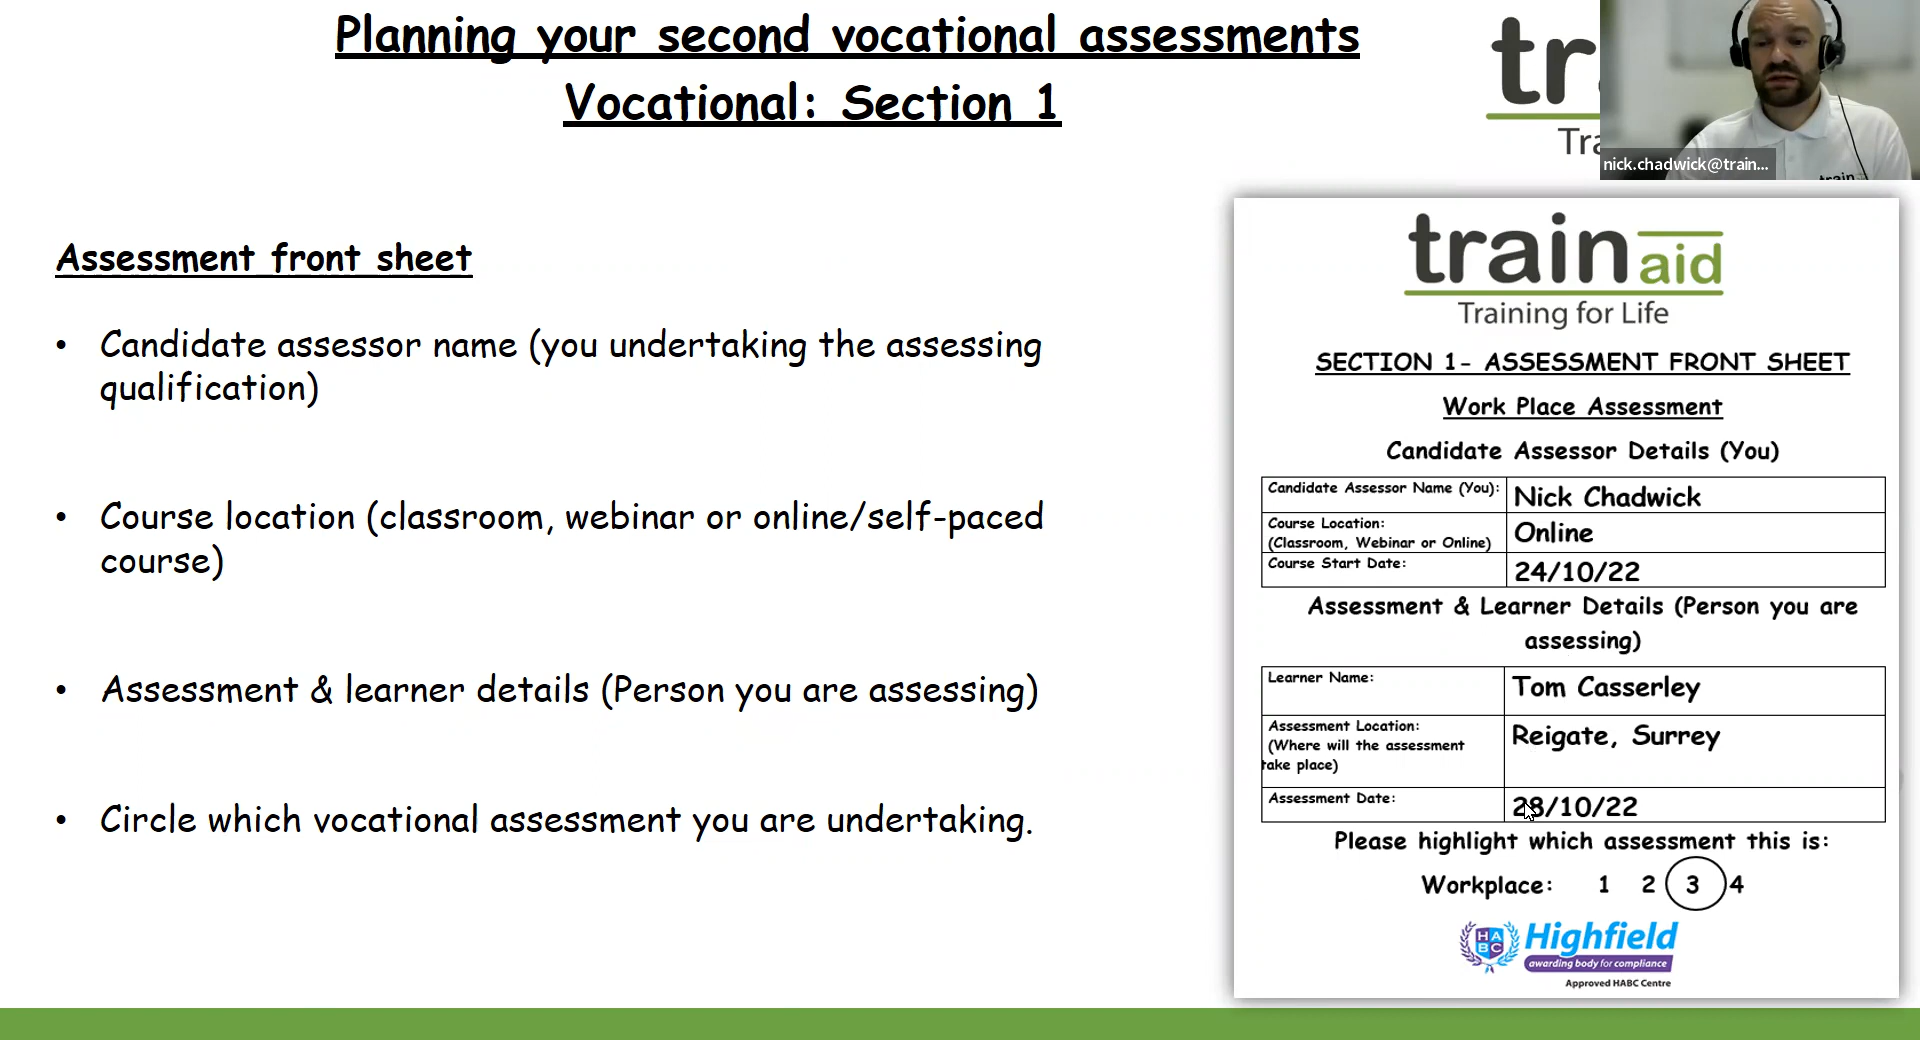 Planning your second vocational assessments
Vocational: Section 1
tr
Tra
nick.chadwick@train...
train
Assessment front sheet
• Candidate assessor name (you undertaking the assessing
qualification)
• Course location (classroom, webinar or online/self-paced
course)
• Assessment & learner details (Person you are assessing)
• Circle which vocational assessment you are undertaking.
train aid
Training for Life
SECTION 1- ASSESSMENT FRONT SHEET
Work Place Assessment
Candidate Assessor Details (You)
Candidate Assessor Name (You): Nick Chadwick
Course Location:
(Classroom, Webinar or Online) Online
Course Start Date: 24/10/22
Assessment & Learner Details (Person you are
assessing)
Learner Name: Tom Casserley
Assessment Location: Reigate, Surrey
(Where will the assessment
take place)
Assessment Date: 28/10/22
Please highlight which assessment this is:
Workplace: 1 2 3 4
HABC
Highfield
awarding body for compliance
Approved HABC Centre